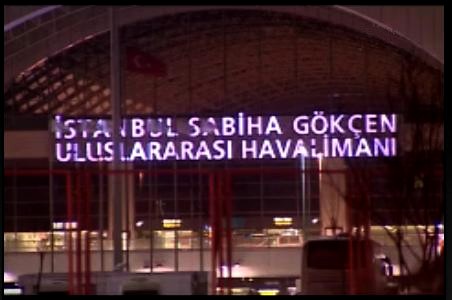 İSTANBUL SABİHA GÖKÇEN
ULUSLARARASI HAVALİMANI